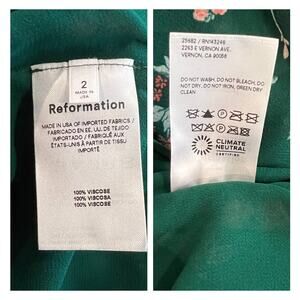 2
MADE IN
USA
Reformation
MADE IN USA OF IMPORTED FABRICS /
FABRICADO EN EE. UU. DE TEJIDO
IMPORTADO / FABRIQUÉ AUX
ÉTATS-UNIS À PARTIR DE TISSU
IMPORTÉ
100% VISCOSE
100% VISCOSA
100% VISCOSE
25682 / RN143246
2263 E VERNON AVE.
VERNON, CA 90058
DO NOT WASH, DO NOT BLEACH, DO
NOT DRY, DO NOT IRON, GREEN DRY
CLEAN
CLIMATE
NEUTRAL
CERTIFIED